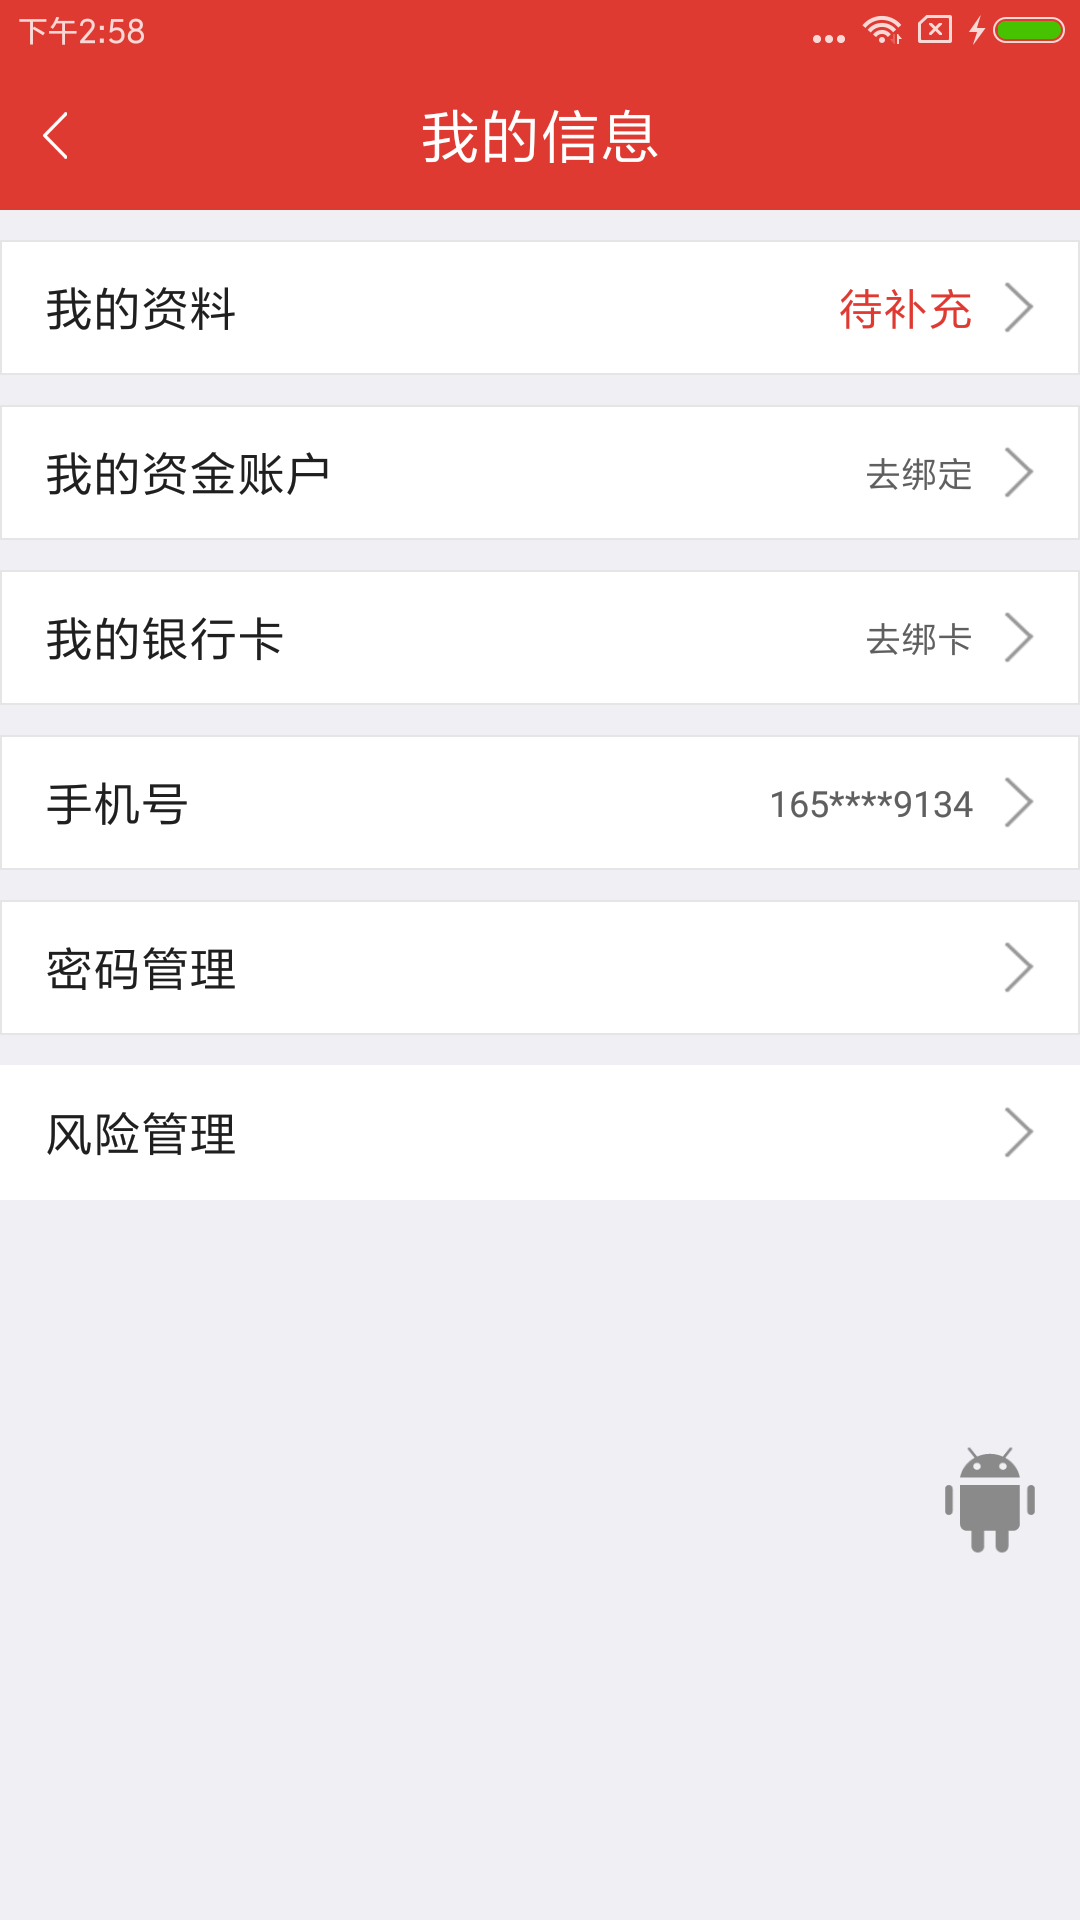 下午2:58
我的信息
我的资料 待补充
我的资金账户 去绑定
我的银行卡 去绑卡
手机号 165****9134
密码管理
风险管理